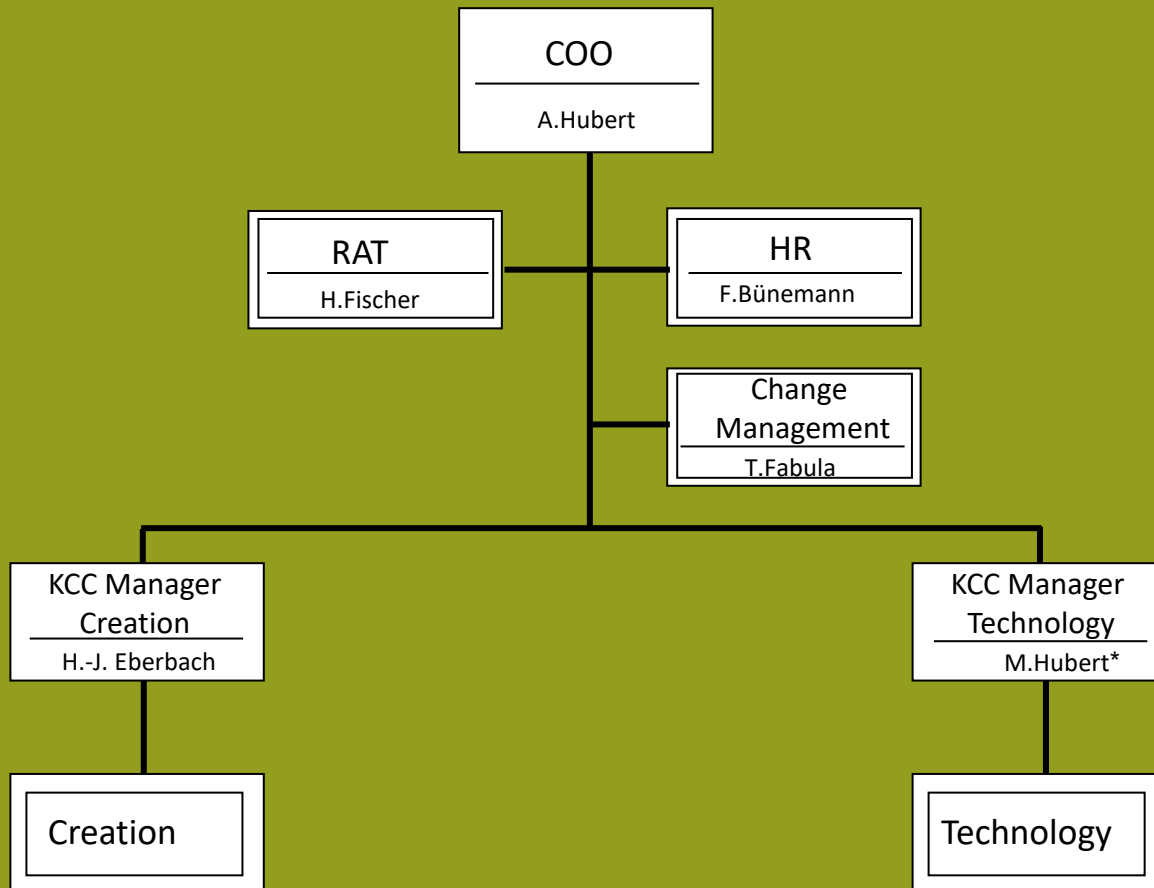 COO
A.Hubert
RAT
H.Fischer
HR
F.Bünemann
Change
Management
T.Fabula
KCC Manager
Creation
H.-J. Eberbach
KCC Manager
Technology
M.Hubert*
Creation
Technology